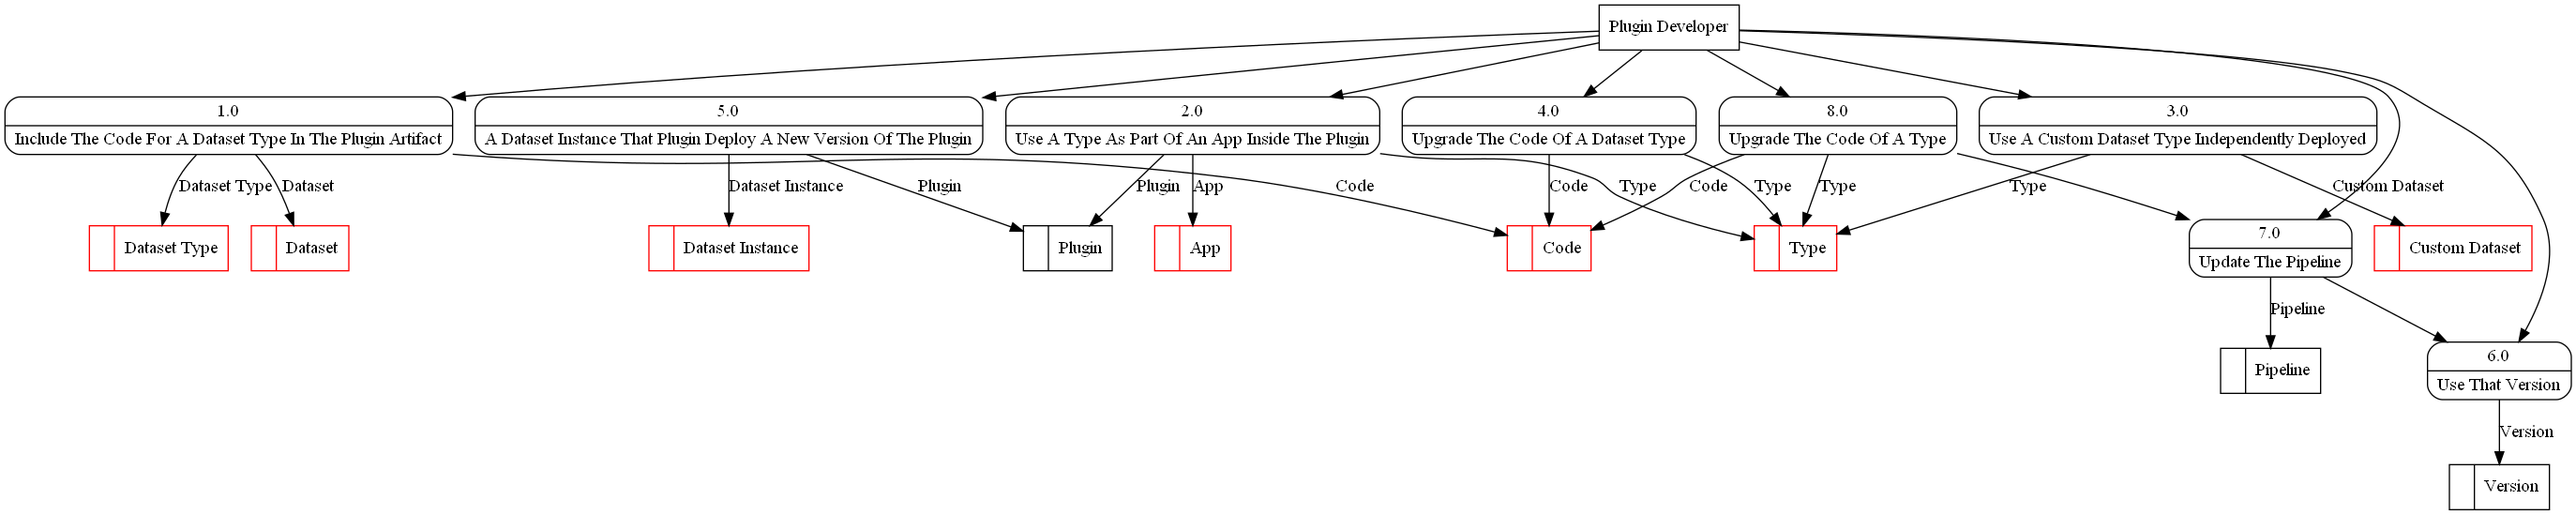 Plugin Developer
1.0
Include The Code For A Dataset Type In The Plugin Artifact
5.0
A Dataset Instance That Plugin Deploy A New Version Of The Plugin
2.0
Use A Type As Part Of An App Inside The Plugin
4.0
Upgrade The Code Of A Dataset Type
8.0
Upgrade The Code Of A Type
3.0
Use A Custom Dataset Type Independently Deployed
Dataset Type
Dataset
Dataset Instance
Plugin
Plugin
App
Code
Code
Type
Code
Type
Type
Type
Custom Dataset
Dataset Type
Dataset
Dataset Instance
Plugin
App
Code
Type
7.0
Update The Pipeline
Custom Dataset
Pipeline
Pipeline
6.0
Use That Version
Version
Version